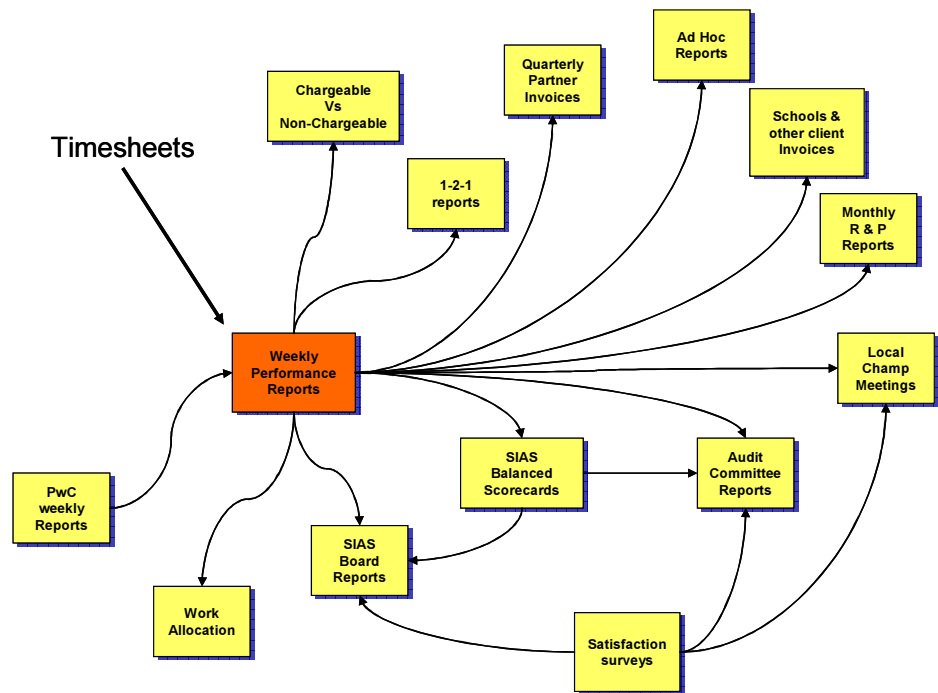 Ad Hoc
Reports
Quarterly
Partner
Invoices
Chargeable
Vs
Non-Chargeable
Schools &
other client
Invoices
Timesheets
1-2-1
reports
Monthly
R & P
Reports
Weekly
Performance
Reports
Local
Champ
Meetings
SIAS
Balanced
Scorecards
Audit
Committee
Reports
PwC
weekly
Reports
SIAS
Board
Reports
Work
Allocation
Satisfaction
surveys